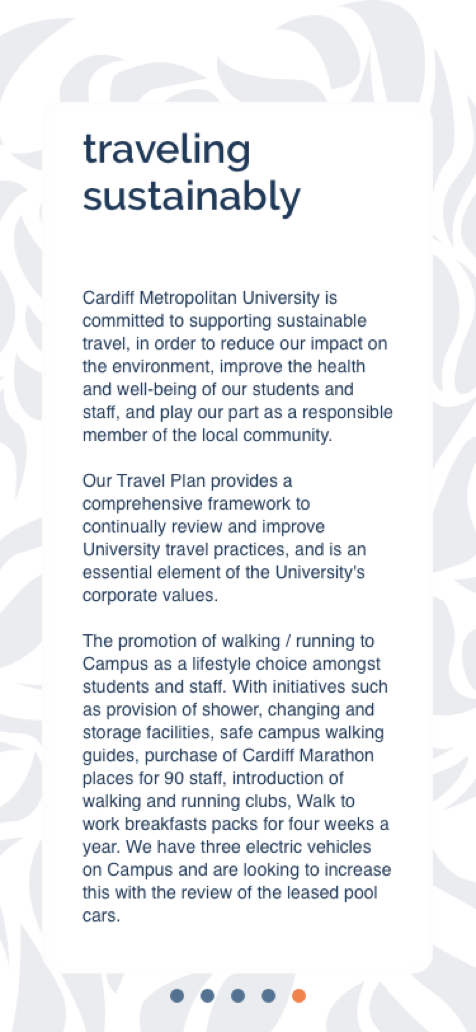 traveling
sustainably
Cardiff Metropolitan University is
committed to supporting sustainable
travel, in order to reduce our impact on
the environment, improve the health
and well-being of our students and
staff, and play our part as a responsible
member of the local community.
Our Travel Plan provides a
comprehensive framework to
continually review and improve
University travel practices, and is an
essential element of the University's
corporate values.
The promotion of walking / running to
Campus as a lifestyle choice amongst
students and staff. With initiatives such
as provision of shower, changing and
storage facilities, safe campus walking
guides, purchase of Cardiff Marathon
places for 90 staff, introduction of
walking and running clubs, Walk to
work breakfasts packs for four weeks a
year. We have three electric vehicles
on Campus and are looking to increase
this with the review of the leased pool
cars.